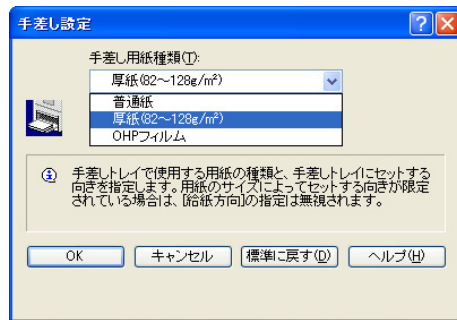 手差し設定
手差し用紙種類(T):
厚紙(82～128g/m²)
普通紙
厚紙(82～128g/m²)
OHPフィルム
手差しトレイで使用する用紙の種類と、手差しトレイにセットする
向きを指定します。用紙のサイズによってセットする向きが限定
されている場合は、[給紙方向]の指定は無視されます。
OK キャンセル 標準に戻す(D) ヘルプ(H)